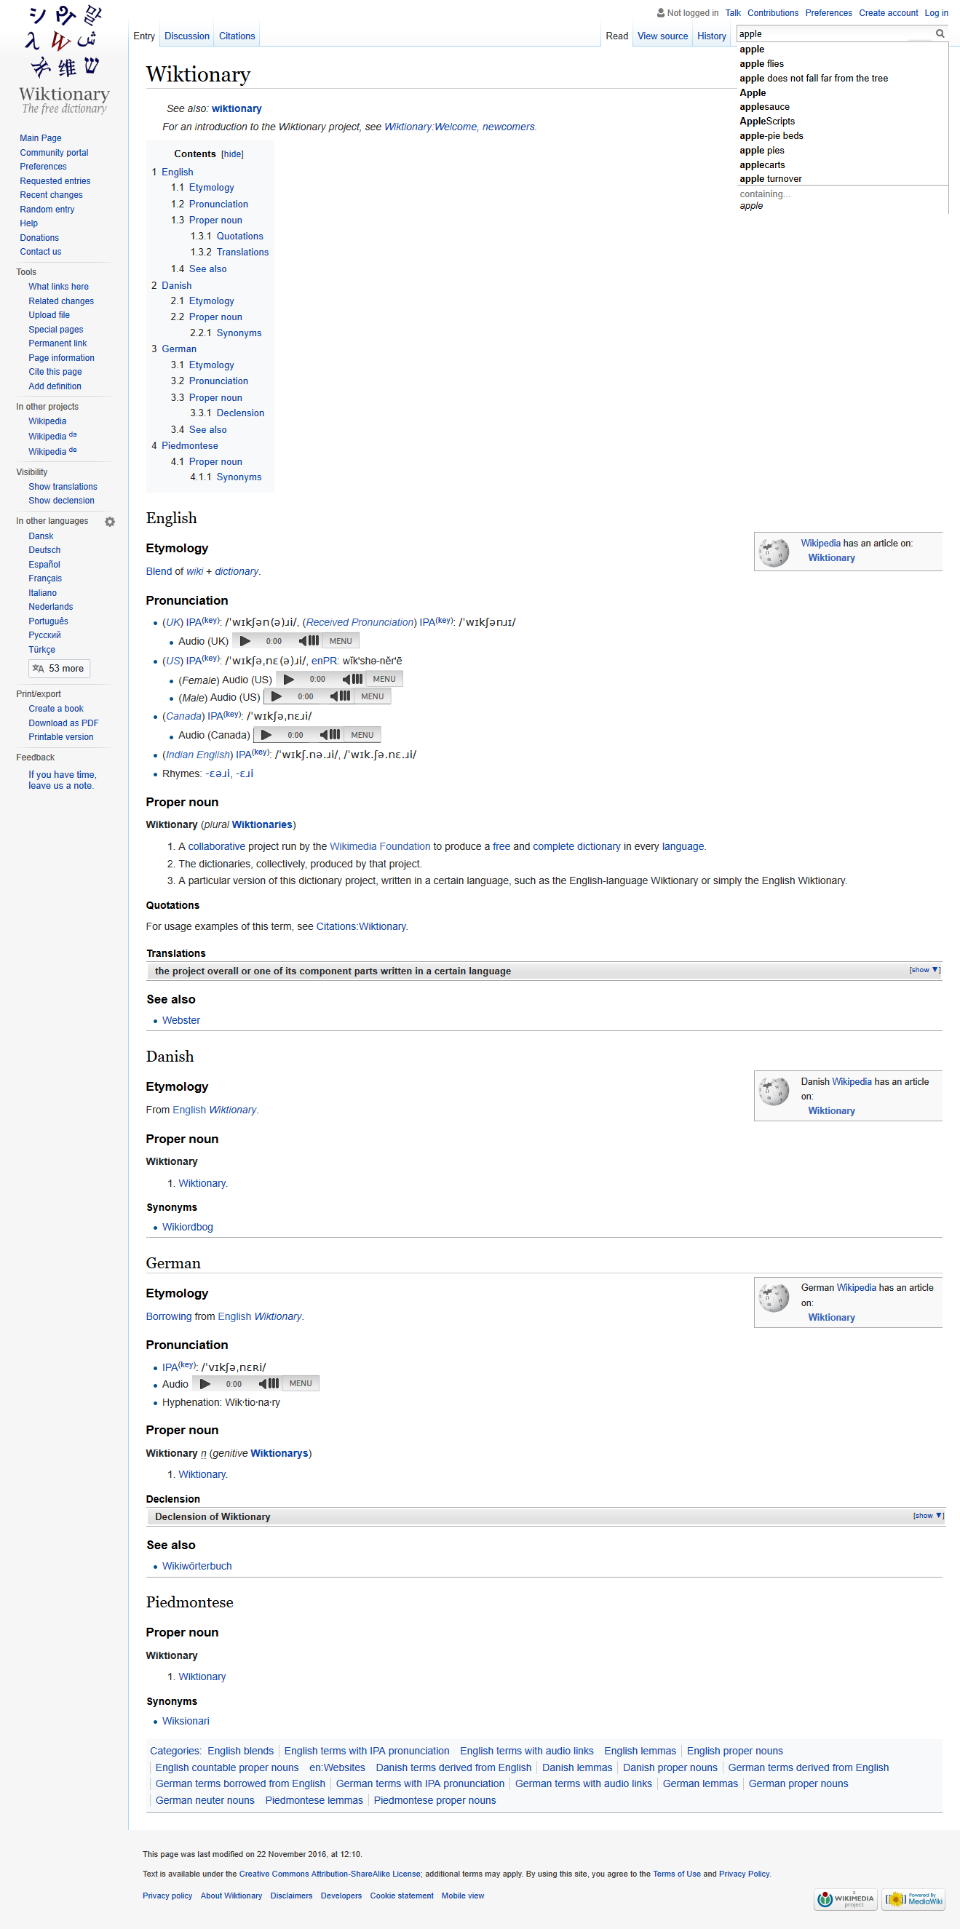 Not logged in Talk Contributions Preferences Create account Log in
Entry Discussion Citations Read View source History apple
apple
apple flies
apple does not fall far from the tree
Apple
applesauce
AppleScripts
apple-pie beds
apple pies
applecarts
apple turnover
containing...
apple
Wiktionary
The free dictionary
Main Page
Community portal
Preferences
Requested entries
Recent changes
Random entry
Help
Donations
Contact us
Tools
What links here
Related changes
Upload file
Special pages
Permanent link
Page information
Cite this page
Add definition
In other projects
Wikipedia
Wikipedia da
Wikipedia de
Visibility
Show translations
Show declension
In other languages
Dansk
Deutsch
Español
Français
Italiano
Nederlands
Português
Русский
Türkçe
53 more
Print/export
Create a book
Download as PDF
Printable version
Feedback
If you have time,
leave us a note.
Wiktionary
See also: wiktionary
For an introduction to the Wiktionary project, see Wiktionary:Welcome, newcomers.
Contents [hide]
1 English
1.1 Etymology
1.2 Pronunciation
1.3 Proper noun
1.3.1 Quotations
1.3.2 Translations
1.4 See also
2 Danish
2.1 Etymology
2.2 Proper noun
2.2.1 Synonyms
3 German
3.1 Etymology
3.2 Pronunciation
3.3 Proper noun
3.3.1 Declension
3.4 See also
4 Piedmontese
4.1 Proper noun
4.1.1 Synonyms
English
Etymology
Wikipedia has an article on:
Wiktionary
Blend of wiki + dictionary.
Pronunciation
• (UK) IPA(key): /ˈwɪkʃən(ə)ɹi/, (Received Pronunciation) IPA(key): /ˈwɪkʃənɹɪ/
• Audio (UK) 0:00 MENU
• (US) IPA(key): /ˈwɪkʃəˌnɛ(ə)ɹi/, enPR: wĭk'shə-nĕr'ē
• (Female) Audio (US) 0:00 MENU
• (Male) Audio (US) 0:00 MENU
• (Canada) IPA(key): /ˈwɪkʃəˌnɛɹi/
• Audio (Canada) 0:00 MENU
• (Indian English) IPA(key): /ˈwɪkʃ.nə.ɹi/, /ˈwɪk.ʃə.nɛ.ɹi/
• Rhymes: -ɛəɹi, -ɛɹi
Proper noun
Wiktionary (plural Wiktionaries)
1. A collaborative project run by the Wikimedia Foundation to produce a free and complete dictionary in every language.
2. The dictionaries, collectively, produced by that project.
3. A particular version of this dictionary project, written in a certain language, such as the English-language Wiktionary or simply the English Wiktionary.
Quotations
For usage examples of this term, see Citations:Wiktionary.
Translations
the project overall or one of its component parts written in a certain language [show ▼]
See also
• Webster
Danish
Etymology
Danish Wikipedia has an article
on:
Wiktionary
From English Wiktionary.
Proper noun
Wiktionary
1. Wiktionary.
Synonyms
• Wikiordbog
German
Etymology
German Wikipedia has an article
on:
Wiktionary
Borrowing from English Wiktionary.
Pronunciation
• IPA(key): /ˈvɪkʃəˌnɛʀi/
• Audio 0:00 MENU
• Hyphenation: Wik·tio·na·ry
Proper noun
Wiktionary n (genitive Wiktionarys)
1. Wiktionary.
Declension
Declension of Wiktionary [show ▼]
See also
• Wikiwörterbuch
Piedmontese
Proper noun
Wiktionary
1. Wiktionary
Synonyms
• Wiksionari
Categories: English blends English terms with IPA pronunciation English terms with audio links English lemmas English proper nouns
English countable proper nouns en:Websites Danish terms derived from English Danish lemmas Danish proper nouns German terms derived from English
German terms borrowed from English German terms with IPA pronunciation German terms with audio links German lemmas German proper nouns
German neuter nouns Piedmontese lemmas Piedmontese proper nouns
This page was last modified on 22 November 2016, at 12:10.
Text is available under the Creative Commons Attribution-ShareAlike License; additional terms may apply. By using this site, you agree to the Terms of Use and Privacy Policy.
Privacy policy About Wiktionary Disclaimers Developers Cookie statement Mobile view
A WIKIMEDIA project
Powered By MediaWiki